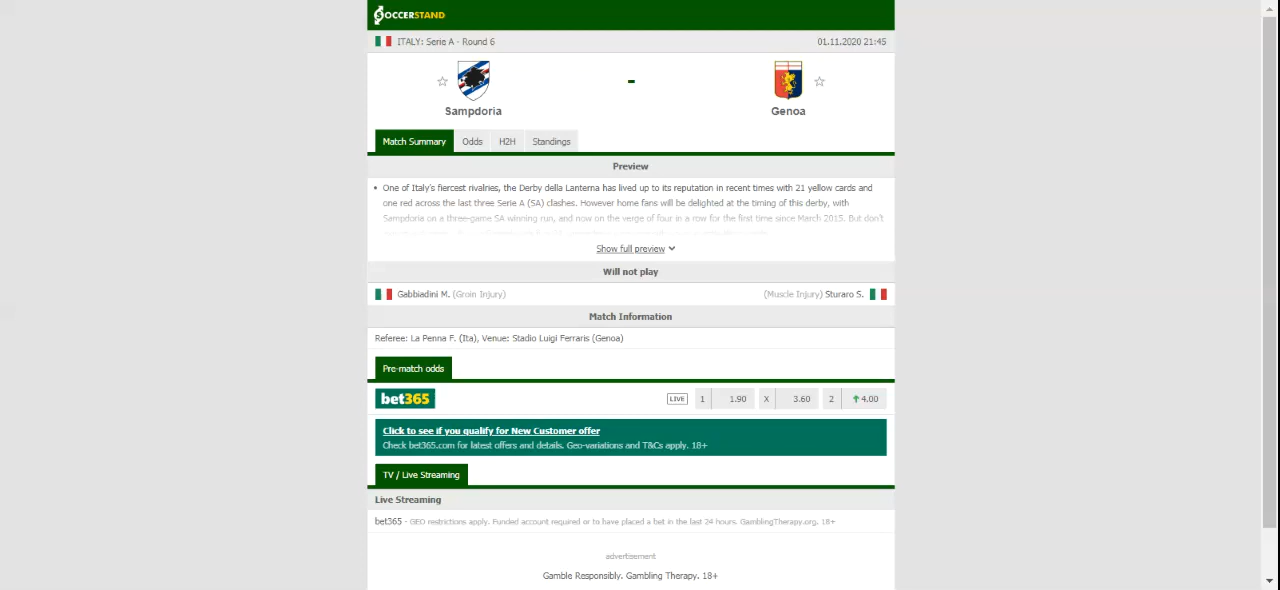 SOCCERSTAND
ITALY: Serie A - Round 6 01.11.2020 21:45
-
Sampdoria Genoa
Match Summary Odds H2H Standings
Preview
• One of Italy's fiercest rivalries, the Derby della Lanterna has lived up to its reputation in recent times with 21 yellow cards and
one red across the last three Serie A (SA) clashes. However home fans will be delighted at the timing of this derby, with
Sampdoria on a three-game SA winning run, and now on the verge of four in a row for the first time since March 2015. But don't
Show full preview
Will not play
Gabbiadini M. (Groin Injury) (Muscle Injury) Sturaro S.
Match Information
Referee: La Penna F. (Ita), Venue: Stadio Luigi Ferraris (Genoa)
Pre-match odds
bet365 LIVE 1 1.90 X 3.60 2 4.00
Click to see if you qualify for New Customer offer
Check bet365.com for latest offers and details. Geo-variations and T&Cs apply. 18+
TV / Live Streaming
Live Streaming
bet365 - GEO restrictions apply. Funded account required or to have placed a bet in the last 24 hours. GamblingTherapy.org. 18+
advertisement
Gamble Responsibly. Gambling Therapy. 18+